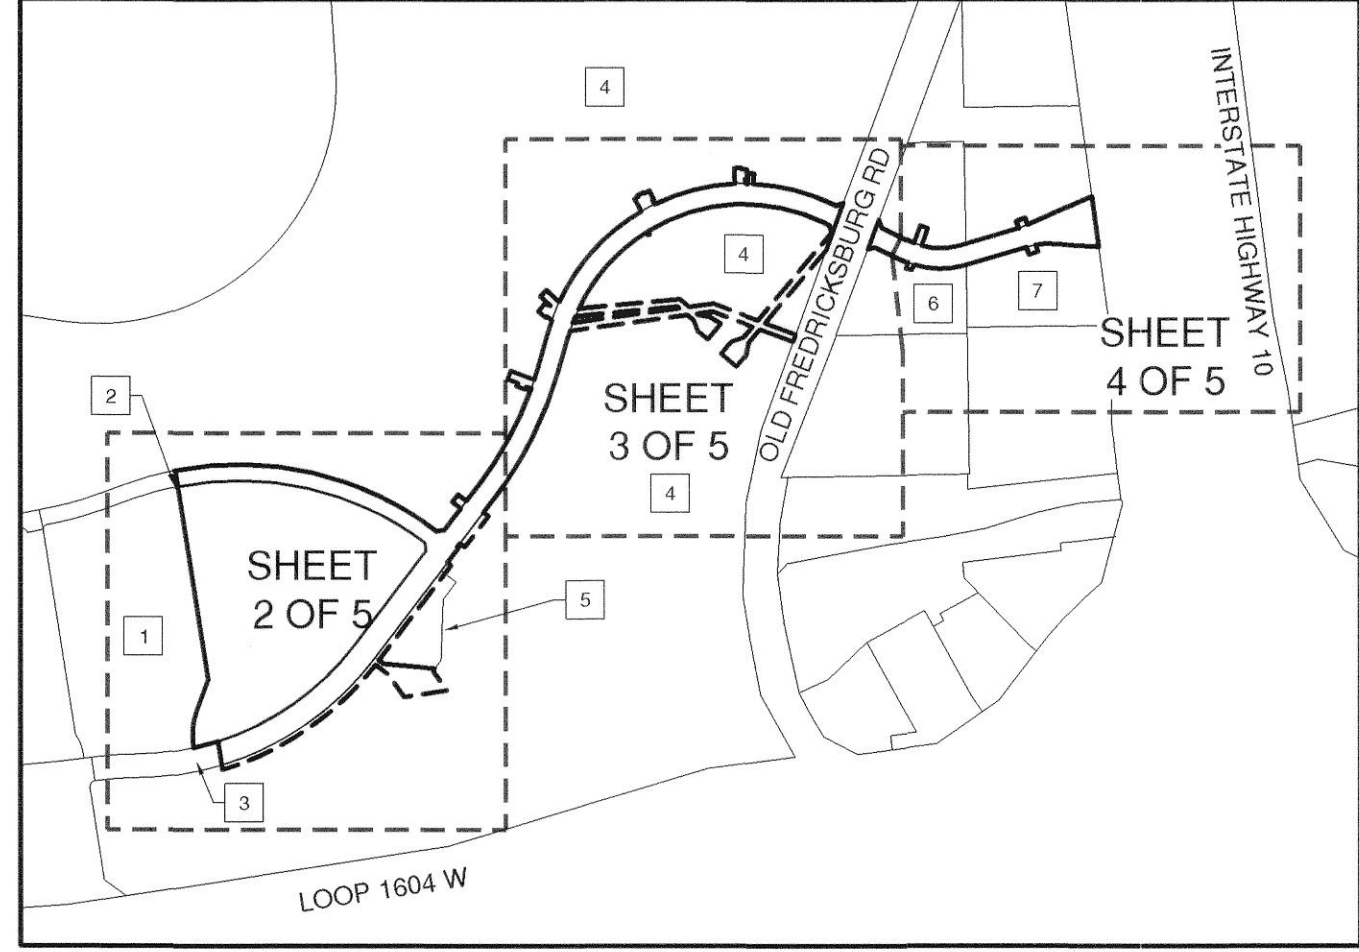 4
INTERSTATE HIGHWAY 10
OLD FREDRICKSBURG RD
4
6
7
SHEET
4 OF 5
2
SHEET
3 OF 5
4
SHEET
2 OF 5
5
1
3
LOOP 1604 W